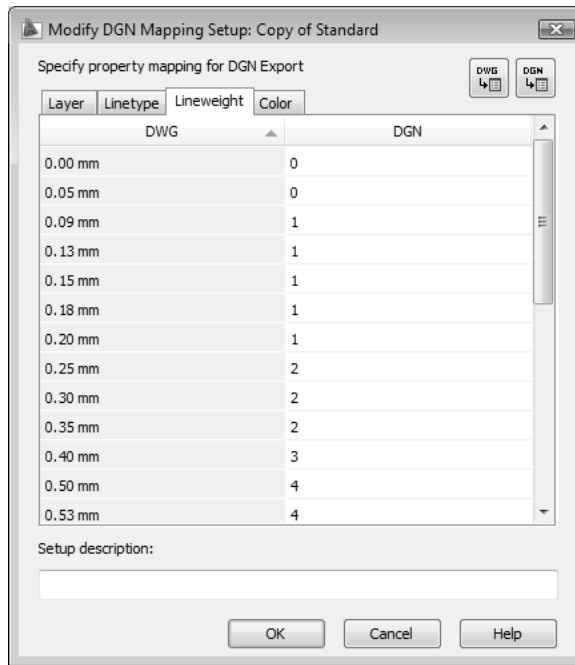 Modify DGN Mapping Setup: Copy of Standard
Specify property mapping for DGN Export
DWG DGN
Layer Linetype Lineweight Color
DWG DGN
0.00 mm 0
0.05 mm 0
0.09 mm 1
0.13 mm 1
0.15 mm 1
0.18 mm 1
0.20 mm 1
0.25 mm 2
0.30 mm 2
0.35 mm 2
0.40 mm 3
0.50 mm 4
0.53 mm 4
Setup description:
OK Cancel Help